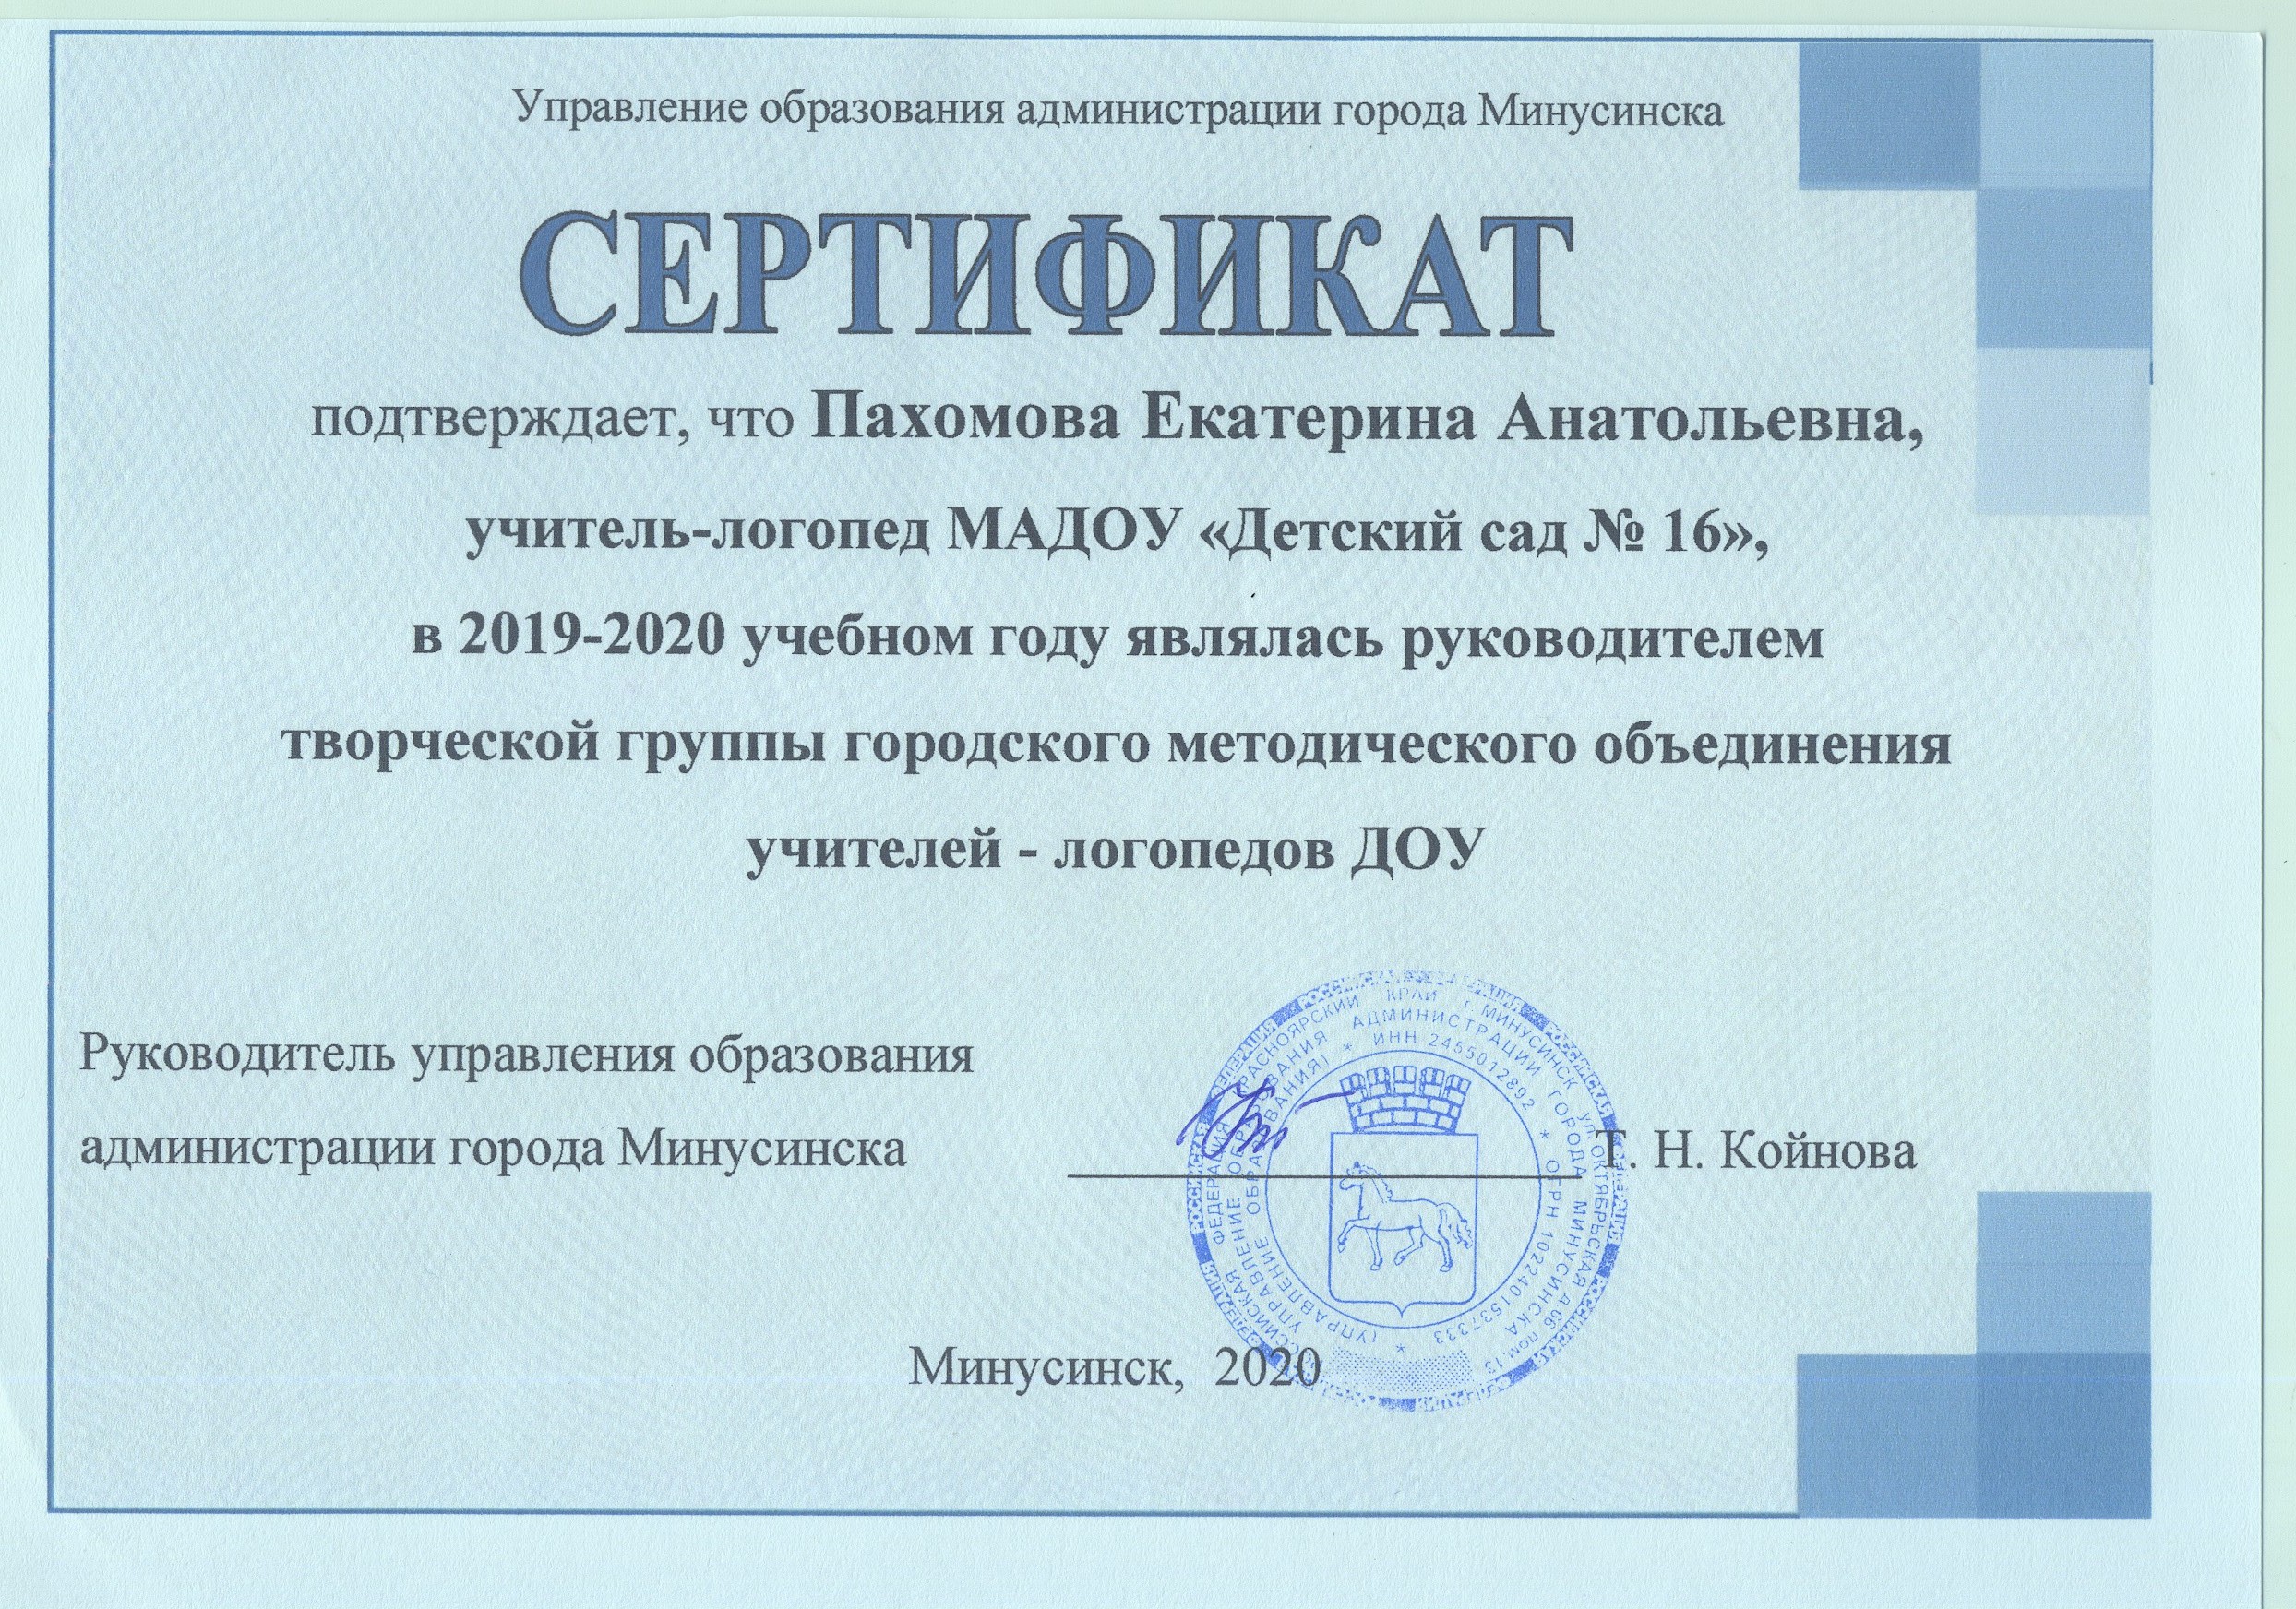 Управление образования администрации города Минусинска
СЕРТИФИКАТ
подтверждает, что Пахомова Екатерина Анатольевна,
учитель-логопед МАДОУ «Детский сад № 16»,
в 2019-2020 учебном году являлась руководителем
творческой группы городского методического объединения
учителей - логопедов ДОУ
Руководитель управления образования
администрации города Минусинска Т. Н. Койнова
РОССИЙСКАЯ ФЕДЕРАЦИЯ КРАСНОЯРСКИЙ КРАЙ г. МИНУСИНСК ул. ОКТЯБРЬСКАЯ д.66 пом 13
УПРАВЛЕНИЕ ОБРАЗОВАНИЯ АДМИНИСТРАЦИИ ГОРОДА МИНУСИНСКА
(УПРАВЛЕНИЕ ОБРАЗОВАНИЯ) * ИНН 2455012892 * ОГРН 1022401537333 *
Минусинск, 2020